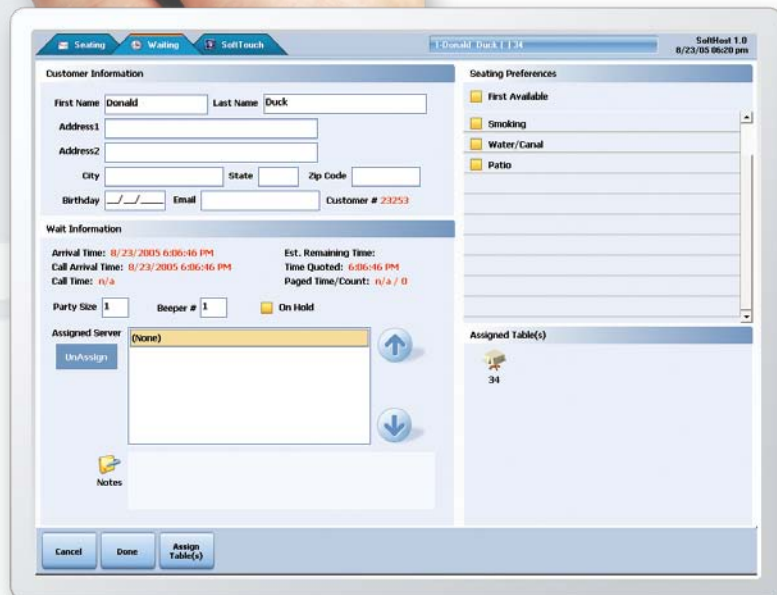 Seating Waiting SoftTouch 1-Donald Duck | | 34 SoftHost 1.0
8/23/05 06:20 pm
Customer Information
First Name Donald Last Name Duck
Address1
Address2
City State Zip Code
Birthday __/__/____ Email Customer # 23253
Wait Information
Arrival Time: 8/23/2005 6:06:46 PM Est. Remaining Time:
Call Arrival Time: 8/23/2005 6:06:46 PM Time Quoted: 6:06:46 PM
Call Time: n/a Paged Time/Count: n/a / 0
Party Size 1 Beeper # 1 On Hold
Assigned Server (None)
UnAssign
Notes
Seating Preferences
First Available
Smoking
Water/Canal
Patio
Assigned Table(s)
34
Cancel Done Assign
Table(s)